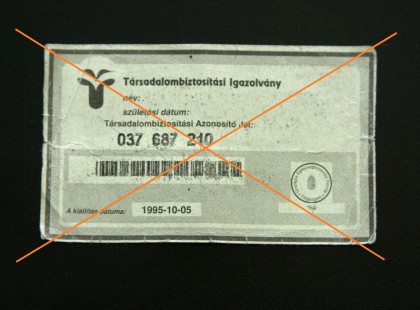 Társadalombiztosítási Igazolvány
név:
születési dátum:
Társadalombiztosítási Azonosító Jel:
037 687 210
A kiállítás dátuma: 1995-10-05